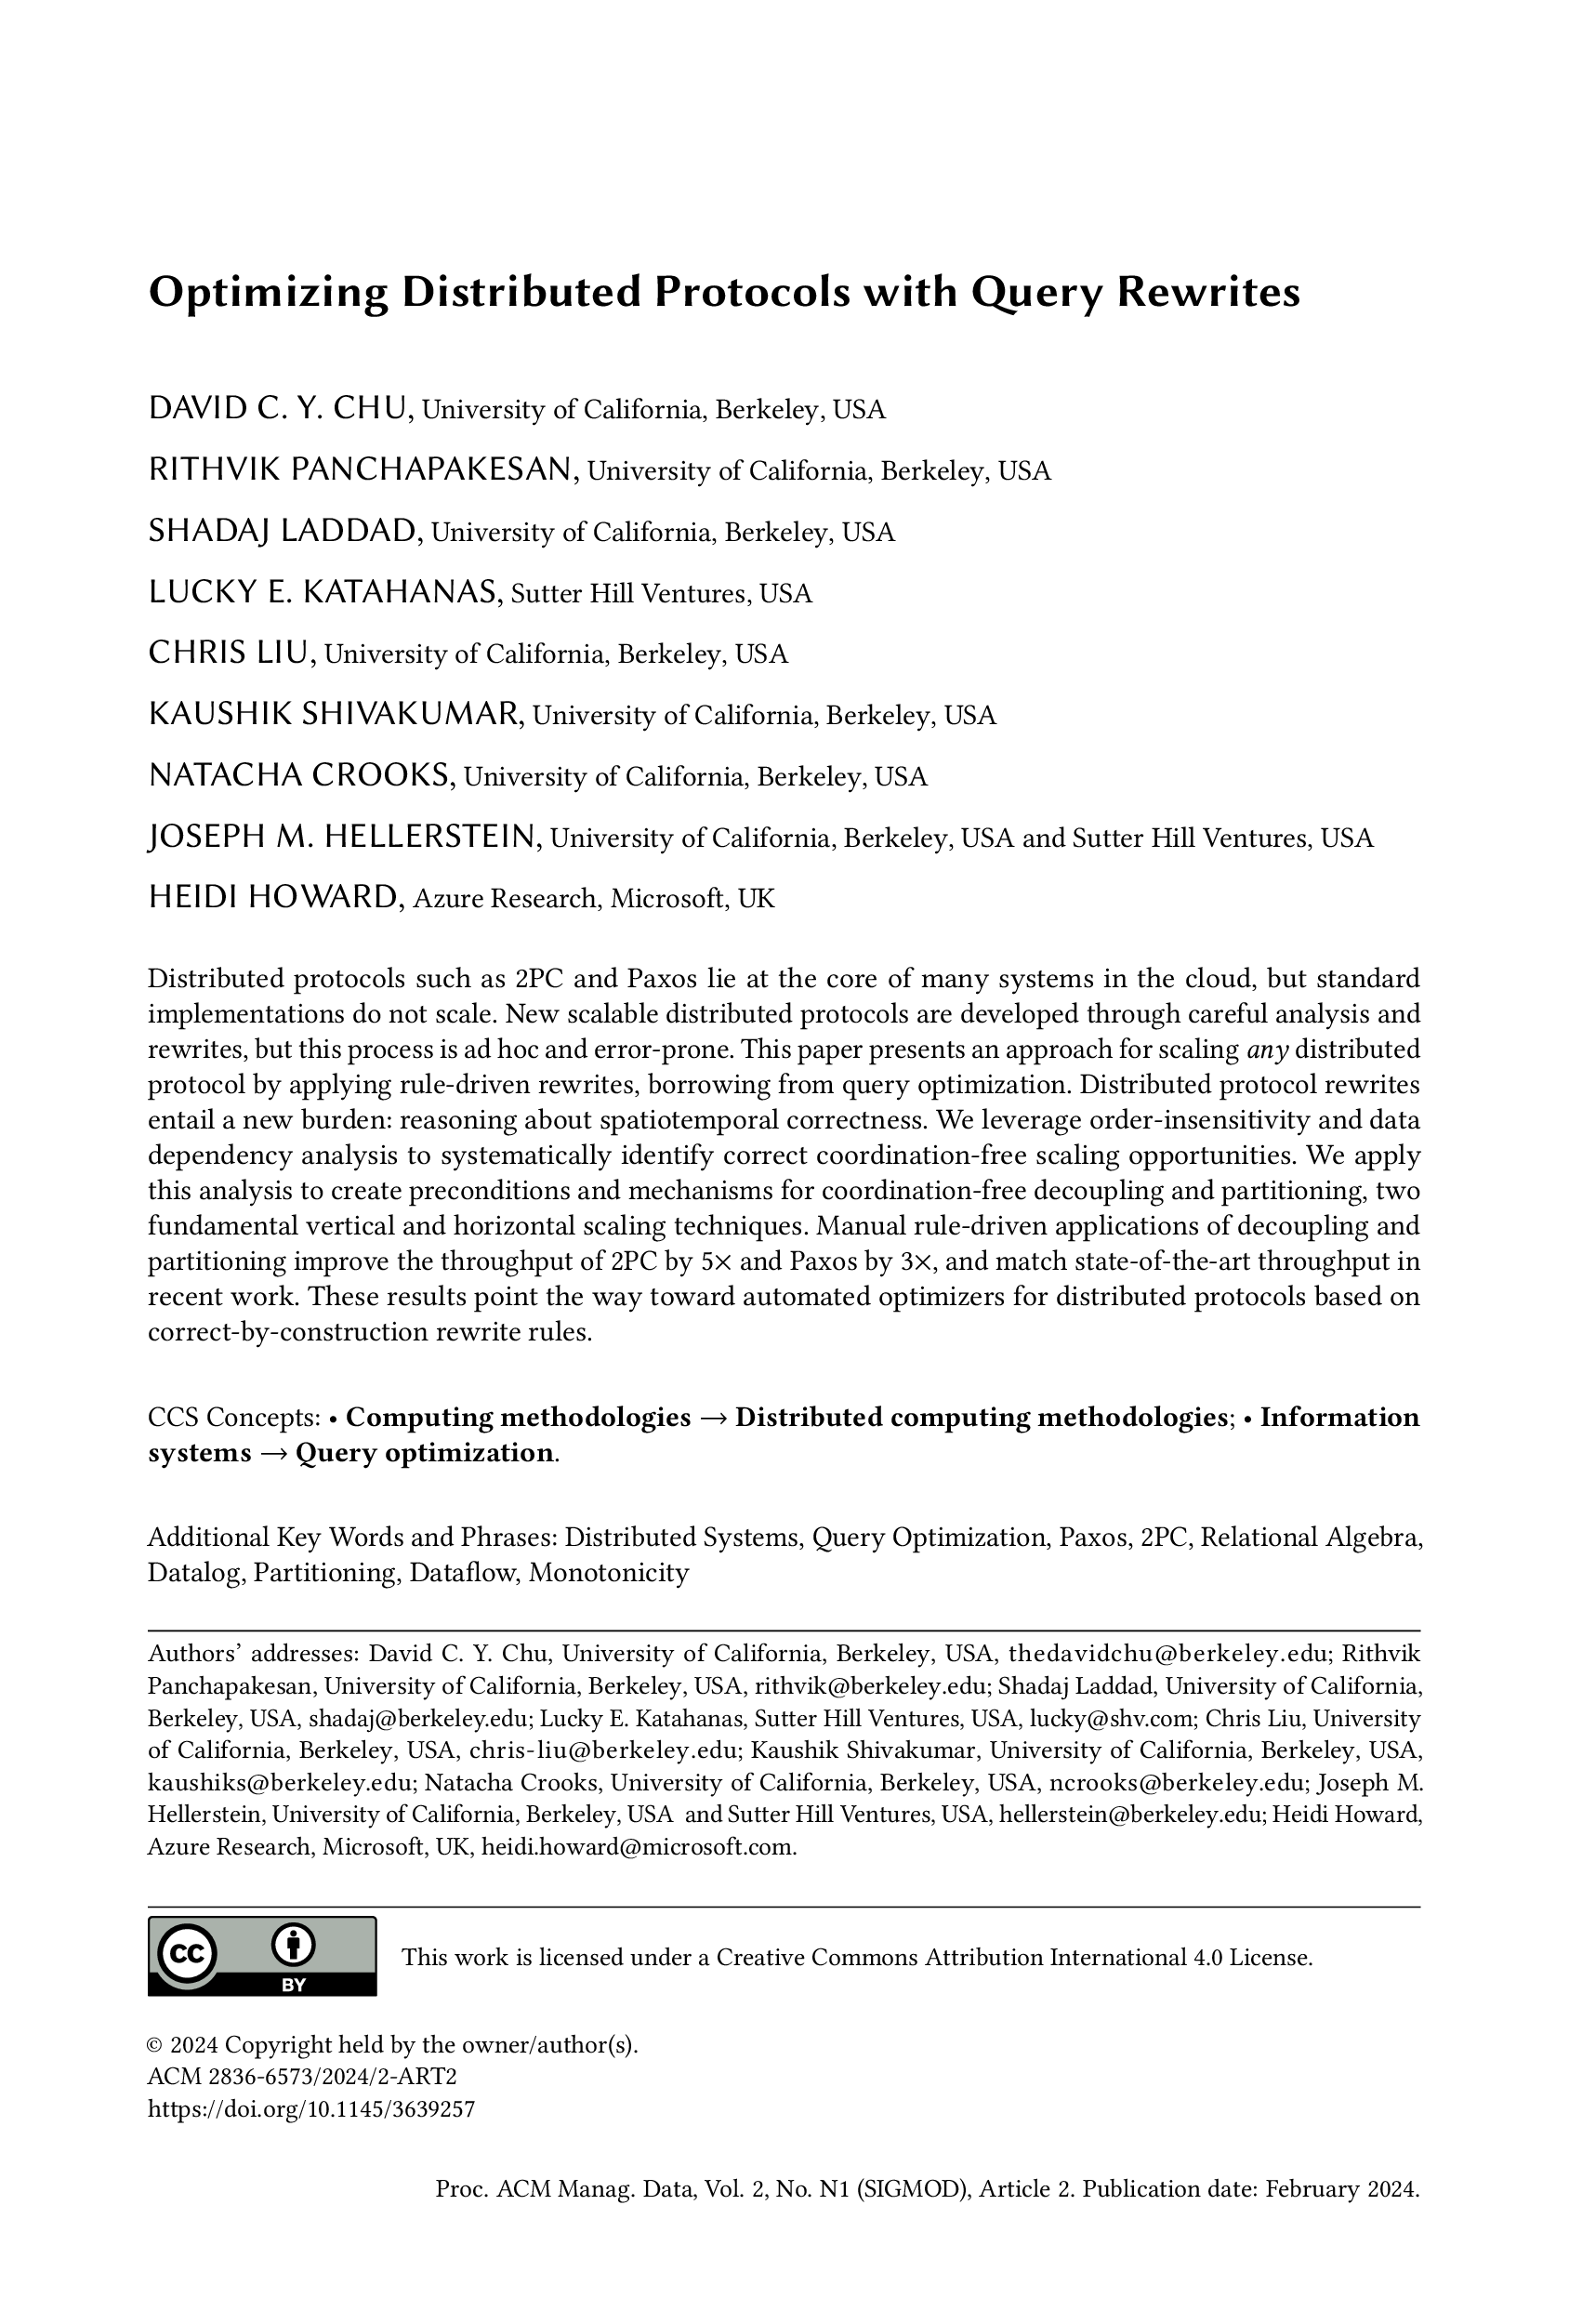 Optimizing Distributed Protocols with Query Rewrites
DAVID C. Y. CHU, University of California, Berkeley, USA
RITHVIK PANCHAPAKESAN, University of California, Berkeley, USA
SHADAJ LADDAD, University of California, Berkeley, USA
LUCKY E. KATAHANAS, Sutter Hill Ventures, USA
CHRIS LIU, University of California, Berkeley, USA
KAUSHIK SHIVAKUMAR, University of California, Berkeley, USA
NATACHA CROOKS, University of California, Berkeley, USA
JOSEPH M. HELLERSTEIN, University of California, Berkeley, USA and Sutter Hill Ventures, USA
HEIDI HOWARD, Azure Research, Microsoft, UK
Distributed protocols such as 2PC and Paxos lie at the core of many systems in the cloud, but standard
implementations do not scale. New scalable distributed protocols are developed through careful analysis and
rewrites, but this process is ad hoc and error-prone. This paper presents an approach for scaling any distributed
protocol by applying rule-driven rewrites, borrowing from query optimization. Distributed protocol rewrites
entail a new burden: reasoning about spatiotemporal correctness. We leverage order-insensitivity and data
dependency analysis to systematically identify correct coordination-free scaling opportunities. We apply
this analysis to create preconditions and mechanisms for coordination-free decoupling and partitioning, two
fundamental vertical and horizontal scaling techniques. Manual rule-driven applications of decoupling and
partitioning improve the throughput of 2PC by 5× and Paxos by 3×, and match state-of-the-art throughput in
recent work. These results point the way toward automated optimizers for distributed protocols based on
correct-by-construction rewrite rules.
CCS Concepts: • Computing methodologies → Distributed computing methodologies; • Information
systems → Query optimization.
Additional Key Words and Phrases: Distributed Systems, Query Optimization, Paxos, 2PC, Relational Algebra,
Datalog, Partitioning, Dataflow, Monotonicity
Authors' addresses: David C. Y. Chu, University of California, Berkeley, USA, thedavidchu@berkeley.edu; Rithvik
Panchapakesan, University of California, Berkeley, USA, rithvik@berkeley.edu; Shadaj Laddad, University of California,
Berkeley, USA, shadaj@berkeley.edu; Lucky E. Katahanas, Sutter Hill Ventures, USA, lucky@shv.com; Chris Liu, University
of California, Berkeley, USA, chris-liu@berkeley.edu; Kaushik Shivakumar, University of California, Berkeley, USA,
kaushiks@berkeley.edu; Natacha Crooks, University of California, Berkeley, USA, ncrooks@berkeley.edu; Joseph M.
Hellerstein, University of California, Berkeley, USA and Sutter Hill Ventures, USA, hellerstein@berkeley.edu; Heidi Howard,
Azure Research, Microsoft, UK, heidi.howard@microsoft.com.
CC BY
This work is licensed under a Creative Commons Attribution International 4.0 License.
© 2024 Copyright held by the owner/author(s).
ACM 2836-6573/2024/2-ART2
https://doi.org/10.1145/3639257
Proc. ACM Manag. Data, Vol. 2, No. N1 (SIGMOD), Article 2. Publication date: February 2024.